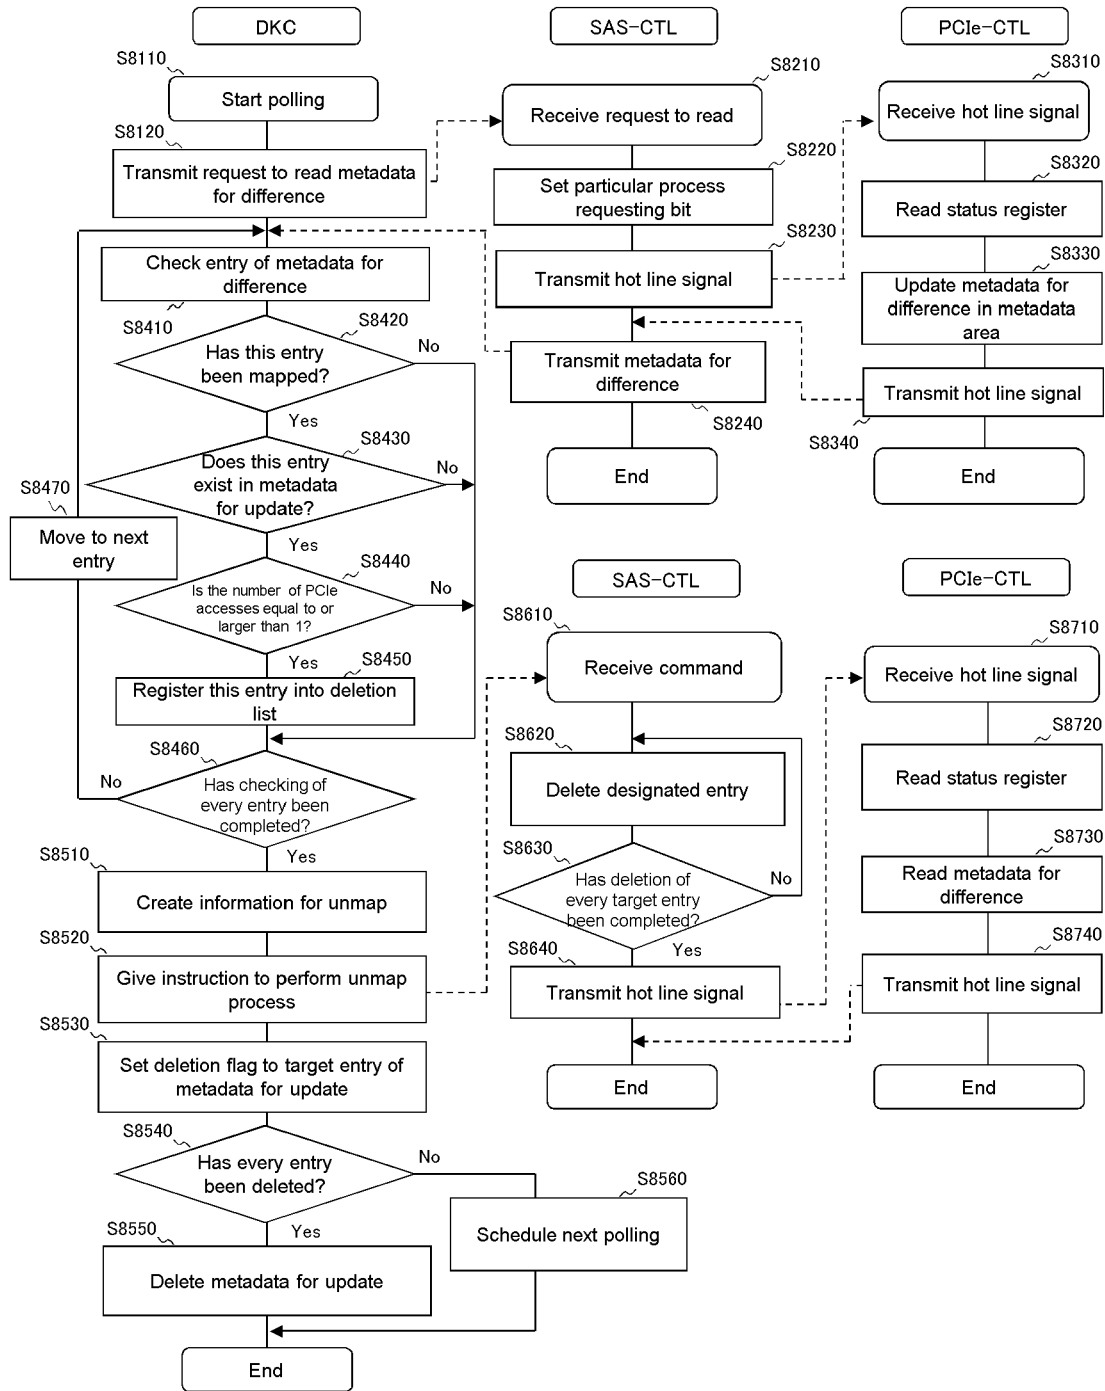 DKC
SAS-CTL
PCIe-CTL
S8110
Start polling
S8120
Transmit request to read metadata
for difference
Check entry of metadata for
difference
S8410
S8420
Has this entry
been mapped?
No
Yes
S8430
Does this entry
exist in metadata
for update?
No
Yes
S8470
Move to next
entry
S8440
Is the number of PCIe
accesses equal to or
larger than 1?
No
Yes
S8450
Register this entry into deletion
list
S8460
No
Has checking of
every entry been
completed?
Yes
S8510
Create information for unmap
S8520
Give instruction to perform unmap
process
S8530
Set deletion flag to target entry of
metadata for update
S8540
Has every entry
been deleted?
No
Yes
S8550
Delete metadata for update
S8560
Schedule next polling
End
S8210
Receive request to read
S8220
Set particular process
requesting bit
S8230
Transmit hot line signal
Transmit metadata for
difference
S8240
End
S8310
Receive hot line signal
S8320
Read status register
S8330
Update metadata for
difference in metadata
area
Transmit hot line signal
S8340
End
SAS-CTL
S8610
Receive command
S8620
Delete designated entry
S8630
Has deletion of
every target entry
been completed?
No
Yes
S8640
Transmit hot line signal
End
PCIe-CTL
S8710
Receive hot line signal
S8720
Read status register
S8730
Read metadata for
difference
S8740
Transmit hot line signal
End